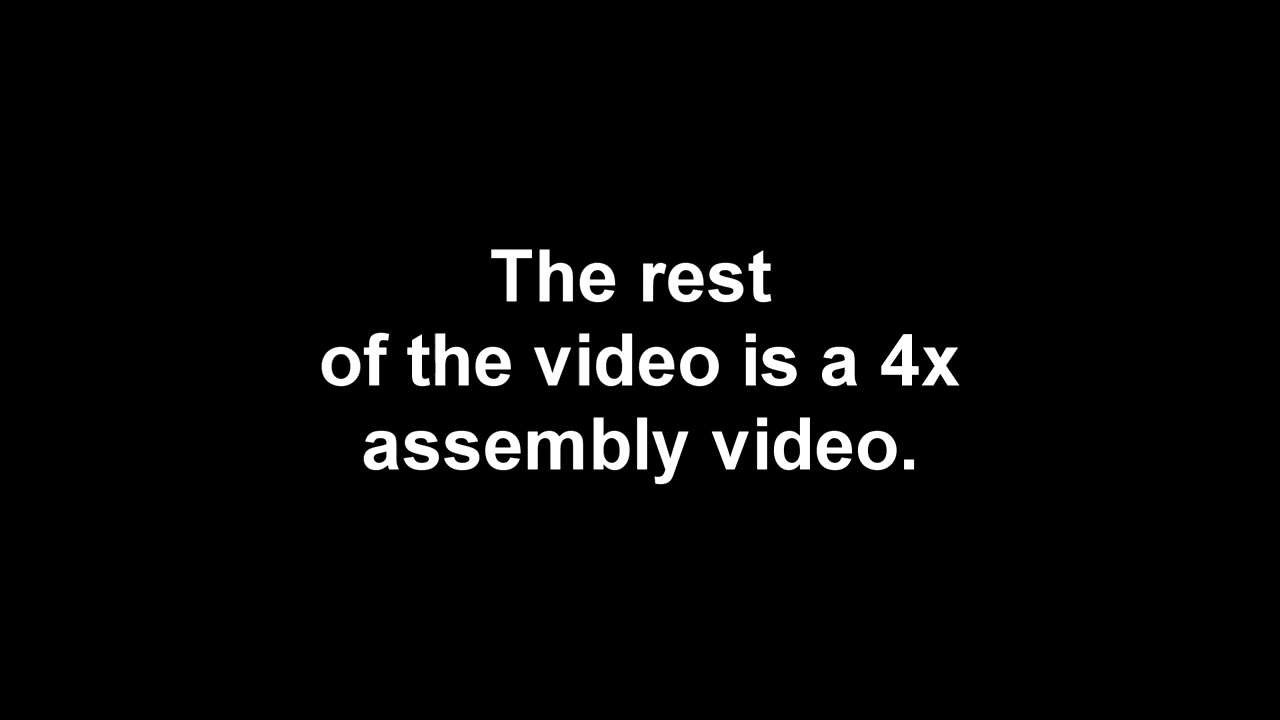 The rest
of the video is a 4x
assembly video.